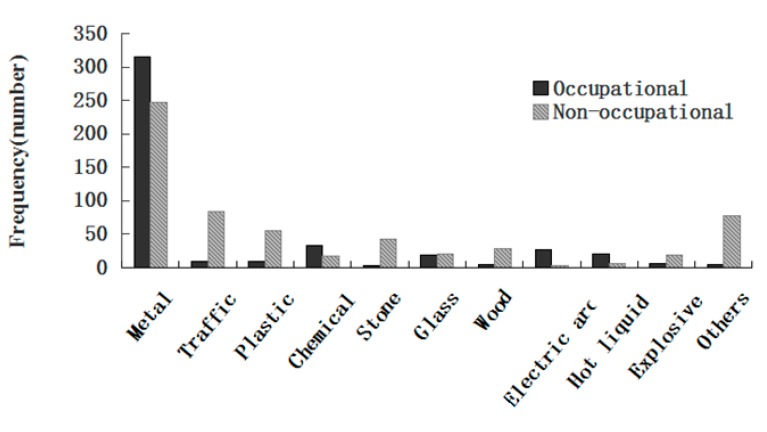 Frequency(number)
350
300
250
200
150
100
50
0
Occupational
Non-occupational
Metal
Traffic
Plastic
Chemical
Stone
Glass
Wood
Electric arc
Hot liquid
Explosive
Others